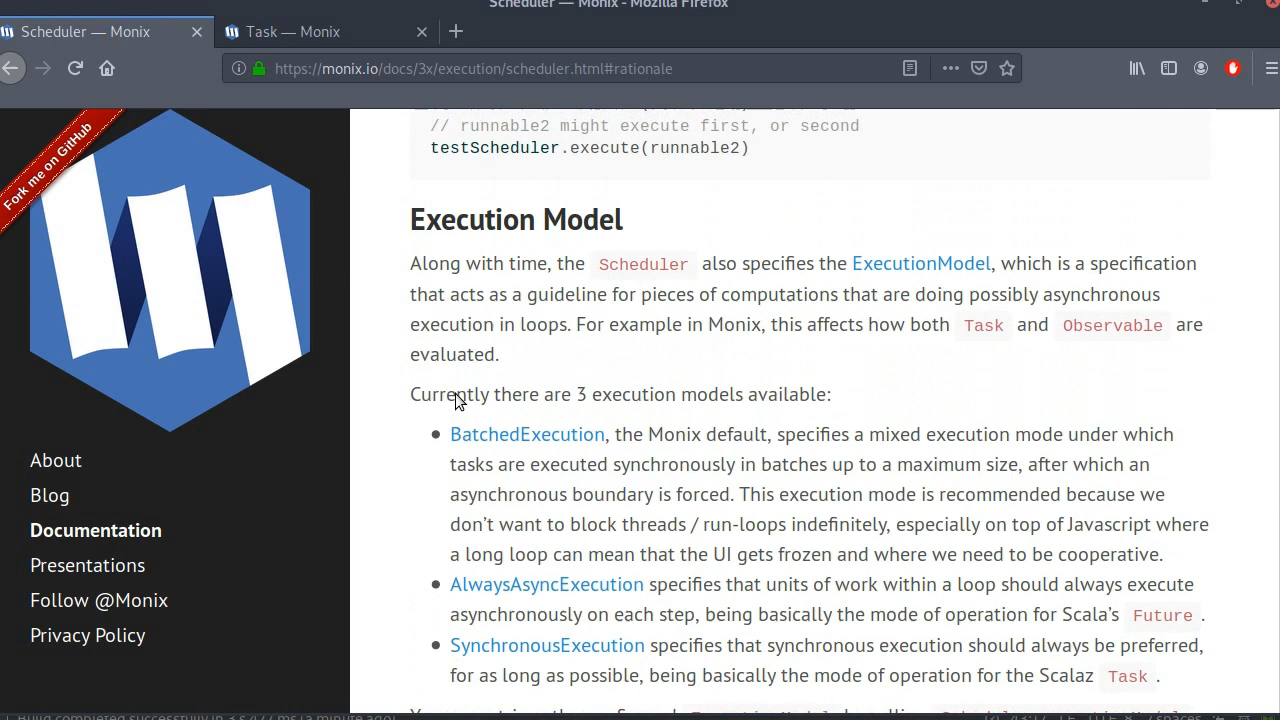 Scheduler — Monix - Mozilla Firefox
Scheduler — Monix
Task — Monix
https://monix.io/docs/3x/execution/scheduler.html#rationale
Fork me on GitHub
About
Blog
Documentation
Presentations
Follow @Monix
Privacy Policy
// runnable2 might execute first, or second
testScheduler.execute(runnable2)
Execution Model
Along with time, the Scheduler also specifies the ExecutionModel, which is a specification
that acts as a guideline for pieces of computations that are doing possibly asynchronous
execution in loops. For example in Monix, this affects how both Task and Observable are
evaluated.
Currently there are 3 execution models available:
BatchedExecution, the Monix default, specifies a mixed execution mode under which
tasks are executed synchronously in batches up to a maximum size, after which an
asynchronous boundary is forced. This execution mode is recommended because we
don’t want to block threads / run-loops indefinitely, especially on top of Javascript where
a long loop can mean that the UI gets frozen and where we need to be cooperative.
AlwaysAsyncExecution specifies that units of work within a loop should always execute
asynchronously on each step, being basically the mode of operation for Scala’s Future .
SynchronousExecution specifies that synchronous execution should always be preferred,
for as long as possible, being basically the mode of operation for the Scalaz Task .
Build completed successfully in 3 s 477 ms (a minute ago)